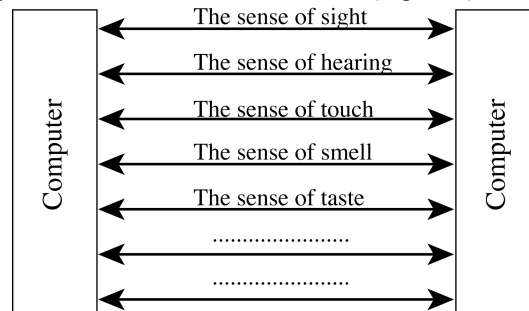 The sense of sight
The sense of hearing
The sense of touch
The sense of smell
The sense of taste
.......................
.......................
Computer
Computer